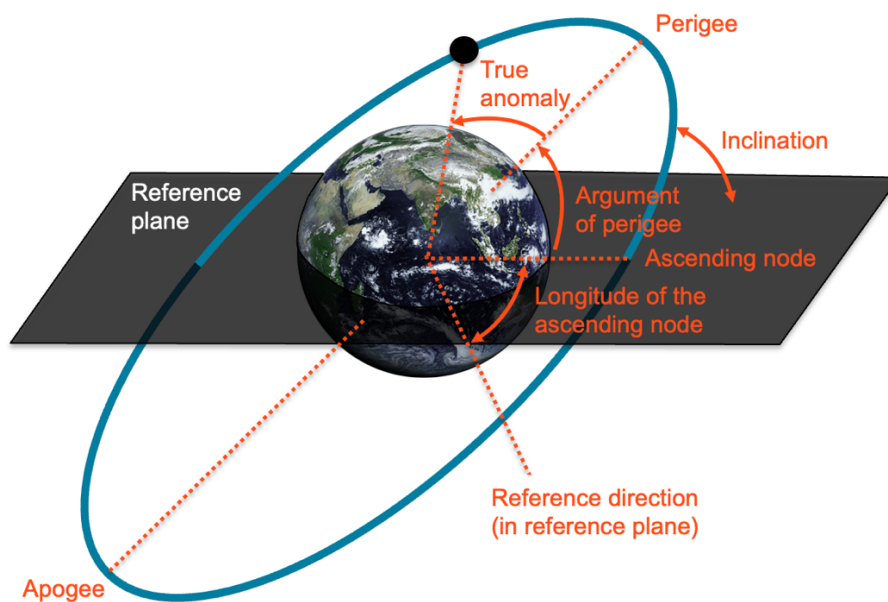 Perigee
True
anomaly
Inclination
Reference
plane
Argument
of perigee
Ascending node
Longitude of the
ascending node
Reference direction
(in reference plane)
Apogee